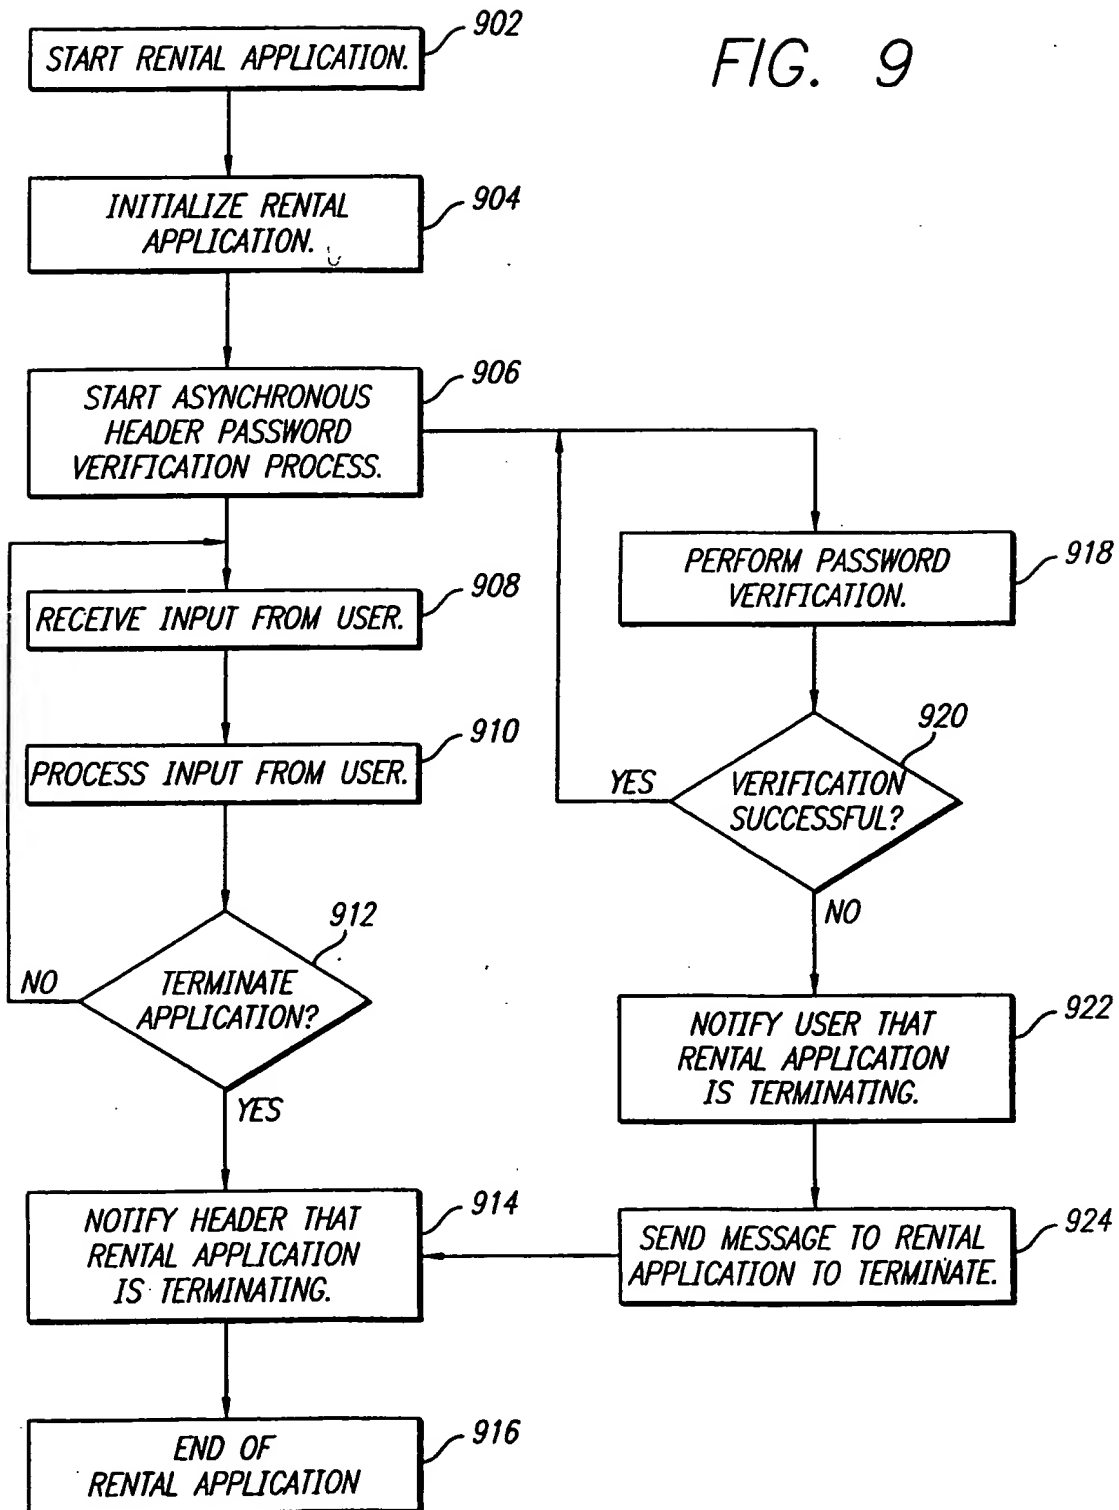 FIG. 9
902
START RENTAL APPLICATION.
904
INITIALIZE RENTAL
APPLICATION.
906
START ASYNCHRONOUS
HEADER PASSWORD
VERIFICATION PROCESS.
908
RECEIVE INPUT FROM USER.
910
PROCESS INPUT FROM USER.
912
TERMINATE
APPLICATION?
NO
YES
914
NOTIFY HEADER THAT
RENTAL APPLICATION
IS TERMINATING.
916
END OF
RENTAL APPLICATION
918
PERFORM PASSWORD
VERIFICATION.
920
VERIFICATION
SUCCESSFUL?
YES
NO
922
NOTIFY USER THAT
RENTAL APPLICATION
IS TERMINATING.
924
SEND MESSAGE TO RENTAL
APPLICATION TO TERMINATE.